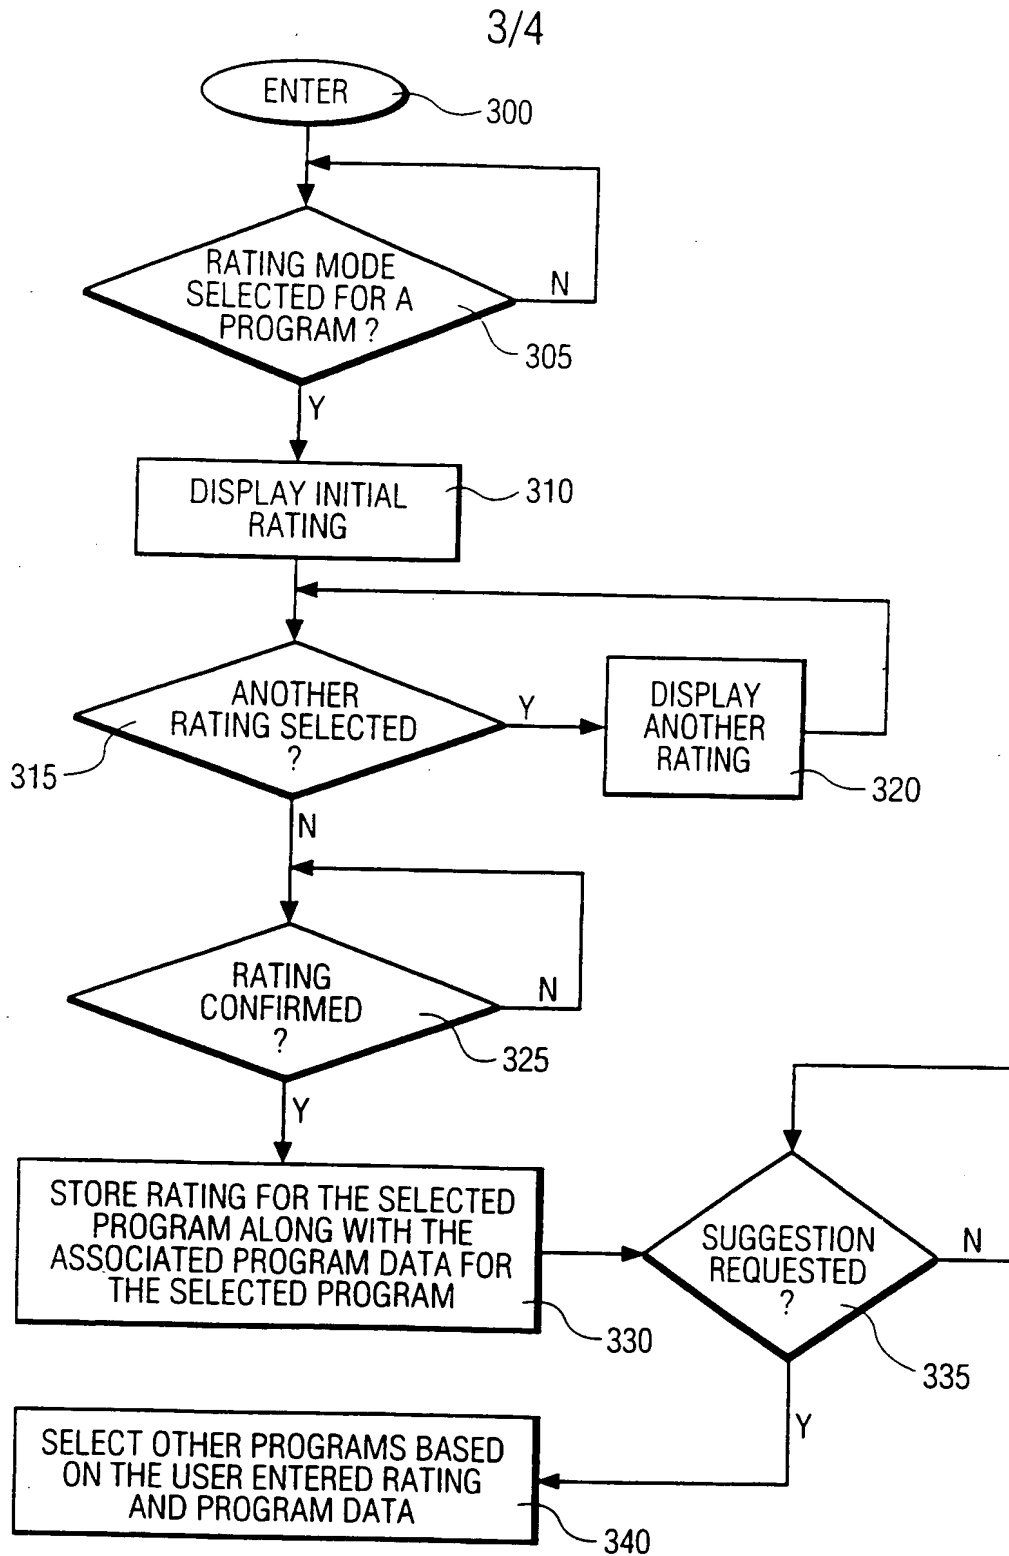 3/4
ENTER
300
RATING MODE
SELECTED FOR A
PROGRAM ?
N
305
Y
DISPLAY INITIAL
RATING
310
ANOTHER
RATING SELECTED
?
Y
315
DISPLAY
ANOTHER
RATING
320
N
RATING
CONFIRMED
?
N
325
Y
STORE RATING FOR THE SELECTED
PROGRAM ALONG WITH THE
ASSOCIATED PROGRAM DATA FOR
THE SELECTED PROGRAM
330
SUGGESTION
REQUESTED
?
N
335
Y
SELECT OTHER PROGRAMS BASED
ON THE USER ENTERED RATING
AND PROGRAM DATA
340